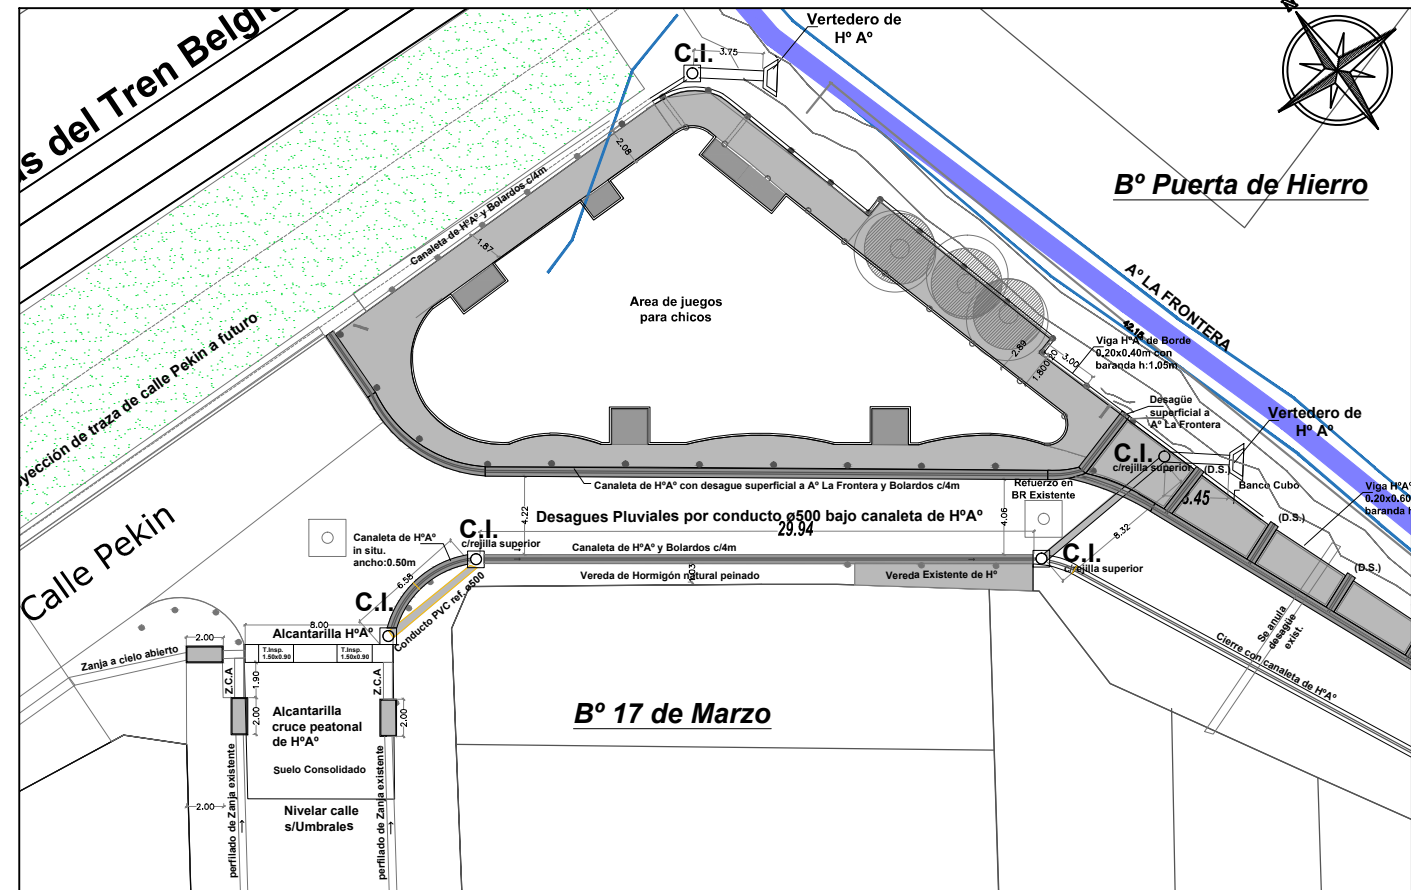 Vertedero de
Hº Aº
C.I.
3.75
s del Tren Belgr
Bº Puerta de Hierro
2.08
Canaleta de HºAº y Bolardos c/4m
1.87
Area de juegos
para chicos
Aº LA FRONTERA
42.15
Viga HºAº de Borde
0,20x0,40m con
baranda h:1.05m
3.00
2.89
1.80
yección de traza de calle Pekin a futuro
Desagüe
superficial a
Aº La Frontera
Vertedero de
Hº Aº
C.I.
c/rejilla superior
(D.S.)
Banco Cubo
Viga HºAº
0.20x0.60
baranda h
Canaleta de HºAº con desague superficial a Aº La Frontera y Bolardos c/4m
Refuerzo en
BR Existente
4.22
4.06
Desagues Pluviales por conducto ø500 bajo canaleta de HºAº
29.94
8.32
(D.S.)
(D.S.)
Calle Pekin
Canaleta de HºAº
in situ.
ancho:0.50m
C.I.
c/rejilla superior
Canaleta de HºAº y Bolardos c/4m
C.I.
c/rejilla superior
Vereda de Hormigón natural peinado
Vereda Existente de Hº
6.58
C.I.
Conducto PVC ref. ø500
8.00
Alcantarilla HºAº
2.00
Zanja a cielo abierto
T.Insp.
1.50x0.90
T.Insp.
1.50x0.90
Z.C.A
1.90
Z.C.A
2.00
2.00
Alcantarilla
cruce peatonal
de HºAº
Suelo Consolidado
Bº 17 de Marzo
Se anula
desagüe
exist.
Cierre con canaleta de HºAº
2.00
Nivelar calle
s/Umbrales
perfilado de Zanja existente
perfilado de Zanja existente